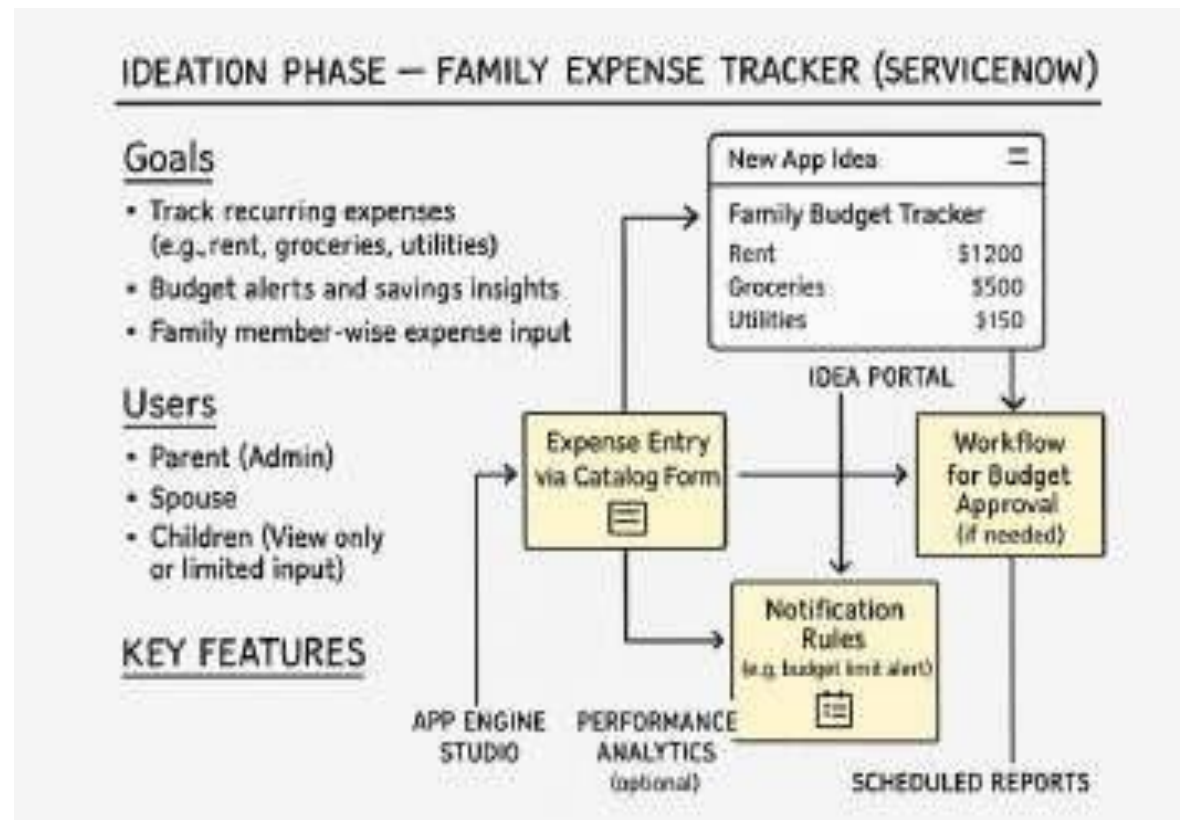 IDEATION PHASE — FAMILY EXPENSE TRACKER (SERVICENOW)
Goals
• Track recurring expenses
(e.g., rent, groceries, utilities)
• Budget alerts and savings insights
• Family member-wise expense input
Users
• Parent (Admin)
• Spouse
• Children (View only
or limited input)
KEY FEATURES
New App Idea
Family Budget Tracker
Rent $1200
Groceries $500
Utilities $150
IDEA PORTAL
Expense Entry
via Catalog Form
Workflow
for Budget
Approval
(if needed)
Notification
Rules
(e.g. budget limit alert)
APP ENGINE
STUDIO
PERFORMANCE
ANALYTICS
(optional)
SCHEDULED REPORTS